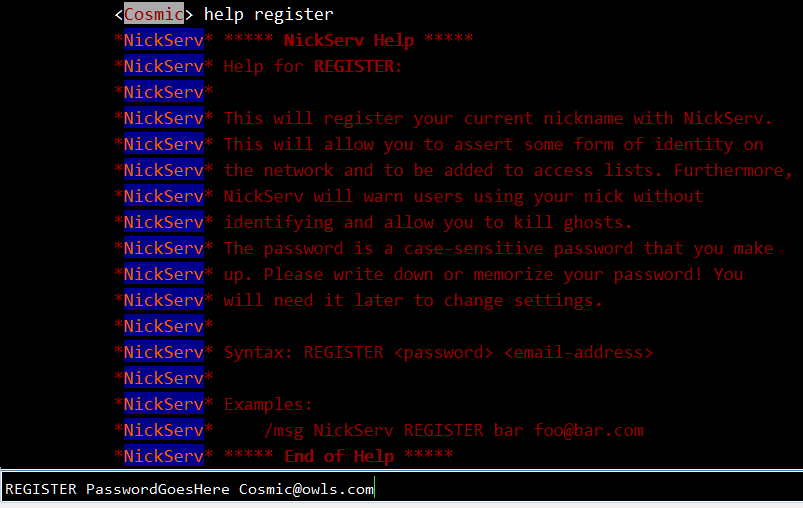 <Cosmic> help register
*NickServ* ***** NickServ Help *****
*NickServ* Help for REGISTER:
*NickServ*
*NickServ* This will register your current nickname with NickServ.
*NickServ* This will allow you to assert some form of identity on
*NickServ* the network and to be added to access lists. Furthermore,
*NickServ* NickServ will warn users using your nick without
*NickServ* identifying and allow you to kill ghosts.
*NickServ* The password is a case-sensitive password that you make
*NickServ* up. Please write down or memorize your password! You
*NickServ* will need it later to change settings.
*NickServ*
*NickServ* Syntax: REGISTER <password> <email-address>
*NickServ*
*NickServ* Examples:
*NickServ*     /msg NickServ REGISTER bar foo@bar.com
*NickServ* ***** End of Help *****
REGISTER PasswordGoesHere Cosmic@owls.com